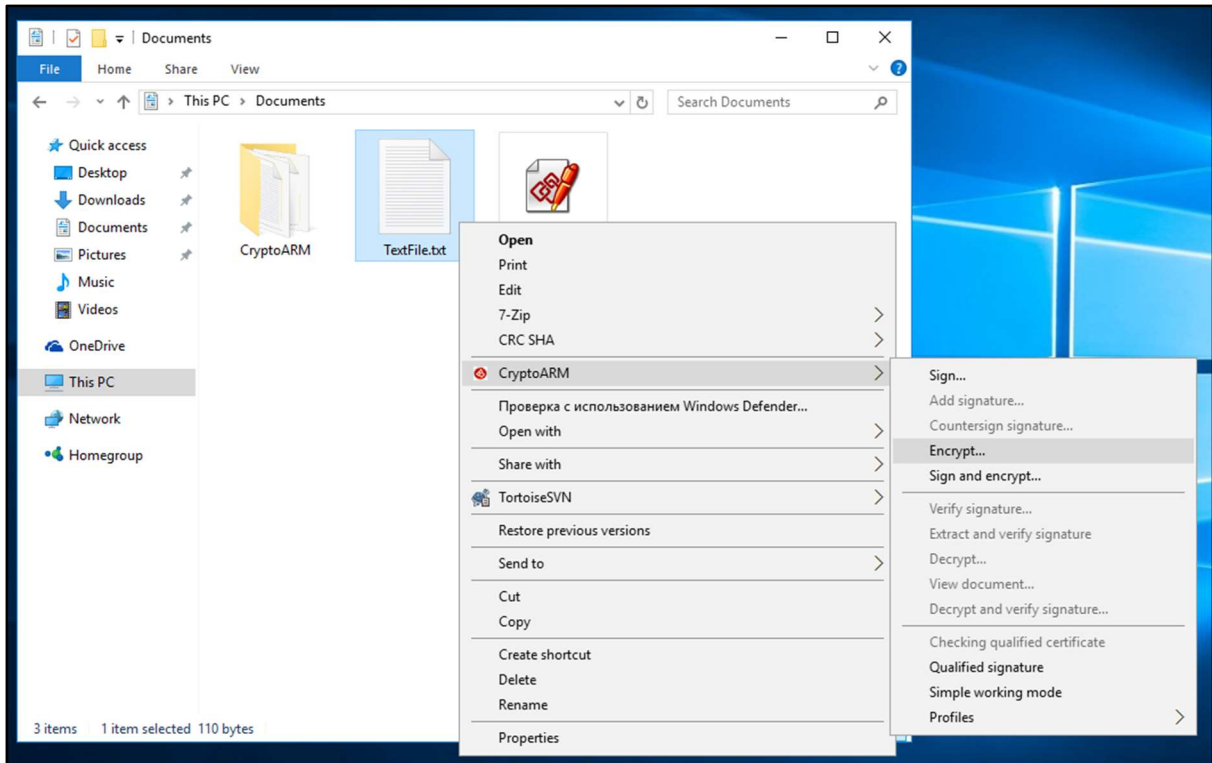 Documents
File Home Share View
This PC > Documents
Search Documents
Quick access
Desktop
Downloads
Documents
Pictures
Music
Videos
OneDrive
This PC
Network
Homegroup
CryptoARM
TextFile.txt
Open
Print
Edit
7-Zip
CRC SHA
CryptoARM
Проверка с использованием Windows Defender...
Open with
Share with
TortoiseSVN
Restore previous versions
Send to
Cut
Copy
Create shortcut
Delete
Rename
Properties
Sign...
Add signature...
Countersign signature...
Encrypt...
Sign and encrypt...
Verify signature...
Extract and verify signature
Decrypt...
View document...
Decrypt and verify signature...
Checking qualified certificate
Qualified signature
Simple working mode
Profiles
3 items 1 item selected 110 bytes